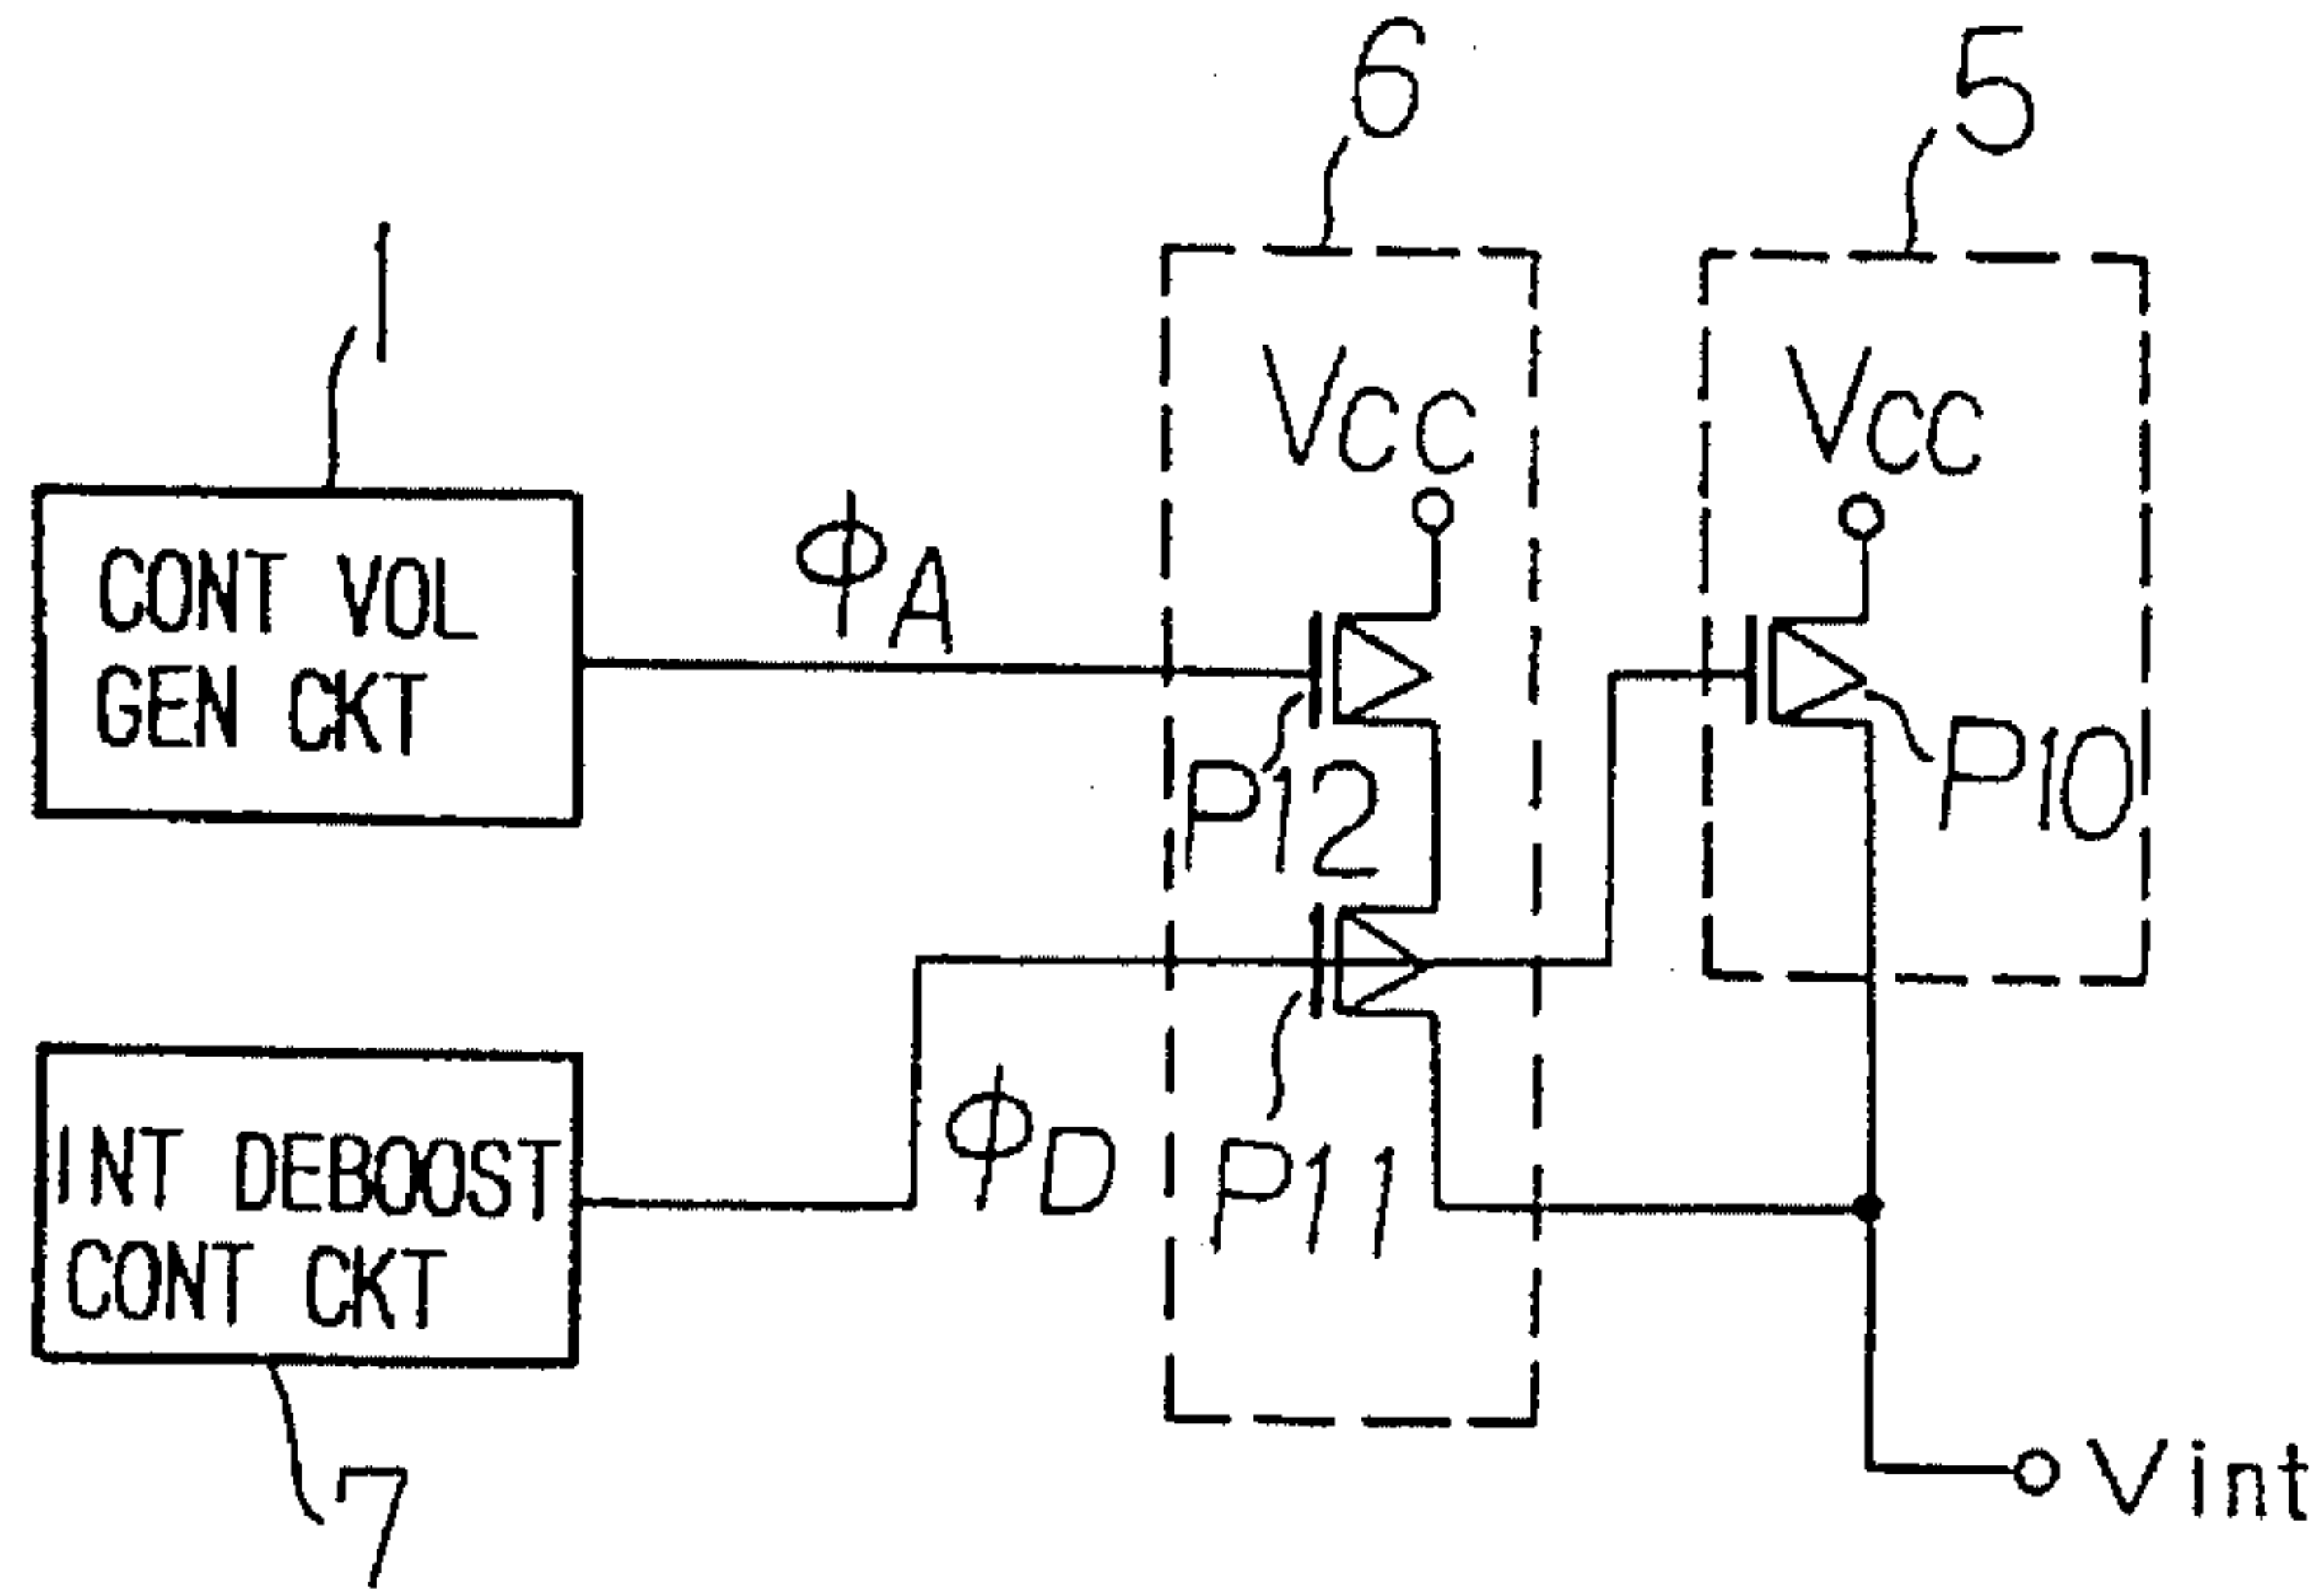 6
5
1
VCC
VCC
CONT VOL
GEN CKT
ϕA
P12
P10
INT DEBOOST
CONT CKT
ϕD
P11
7
Vint